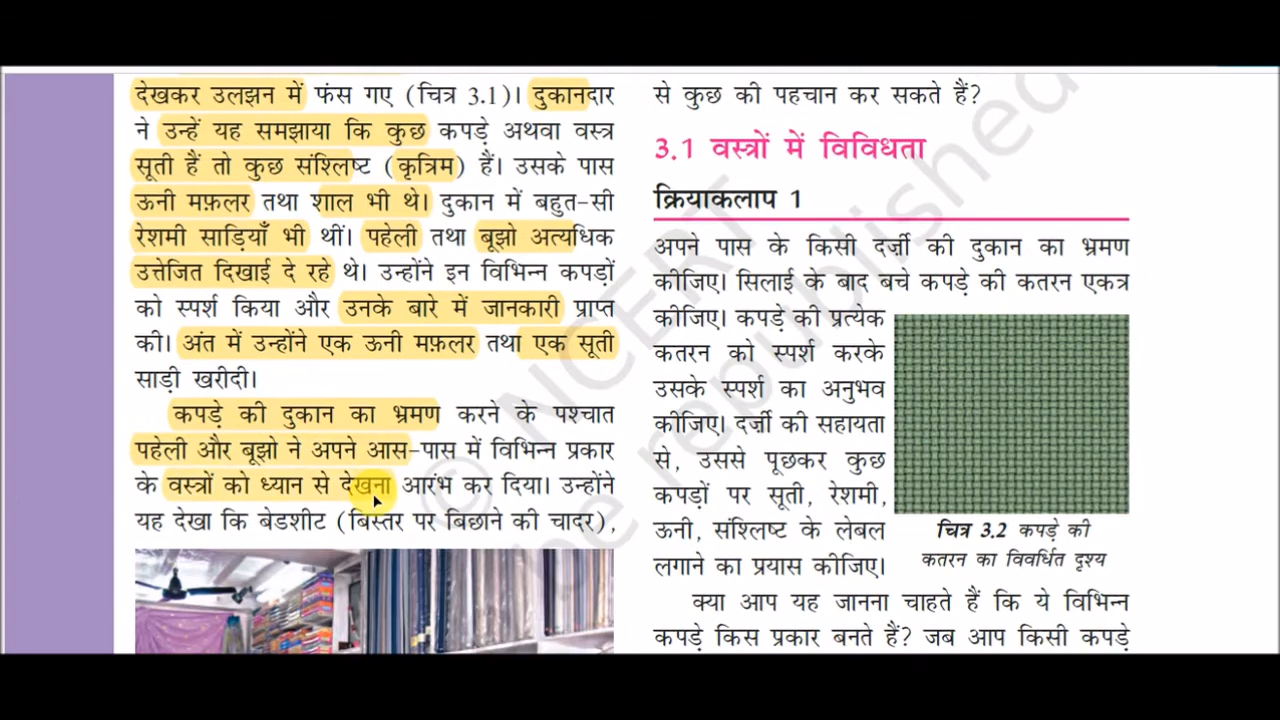 देखकर उलझन में फंस गए (चित्र 3.1)। दुकानदार
ने उन्हें यह समझाया कि कुछ कपड़े अथवा वस्त्र
सूती हैं तो कुछ संश्लिष्ट (कृत्रिम) हैं। उसके पास
ऊनी मफ़लर तथा शाल भी थे। दुकान में बहुत-सी
रेशमी साड़ियाँ भी थीं। पहेली तथा बूझो अत्यधिक
उत्तेजित दिखाई दे रहे थे। उन्होंने इन विभिन्न कपड़ों
को स्पर्श किया और उनके बारे में जानकारी प्राप्त
की। अंत में उन्होंने एक ऊनी मफ़लर तथा एक सूती
साड़ी खरीदी।
कपड़े की दुकान का भ्रमण करने के पश्चात
पहेली और बूझो ने अपने आस-पास में विभिन्न प्रकार
के वस्त्रों को ध्यान से देखना आरंभ कर दिया। उन्होंने
यह देखा कि बेडशीट (बिस्तर पर बिछाने की चादर),
से कुछ की पहचान कर सकते हैं?
3.1 वस्त्रों में विविधता
क्रियाकलाप 1
अपने पास के किसी दर्ज़ी की दुकान का भ्रमण
कीजिए। सिलाई के बाद बचे कपड़े की कतरन एकत्र
कीजिए। कपड़े की प्रत्येक
कतरन को स्पर्श करके
उसके स्पर्श का अनुभव
कीजिए। दर्ज़ी की सहायता
से, उससे पूछकर कुछ
कपड़ों पर सूती, रेशमी,
ऊनी, संश्लिष्ट के लेबल
लगाने का प्रयास कीजिए।
चित्र 3.2 कपड़े की
कतरन का विवर्धित दृश्य
क्या आप यह जानना चाहते हैं कि ये विभिन्न
कपड़े किस प्रकार बनते हैं? जब आप किसी कपड़े
© NCERT
be republished